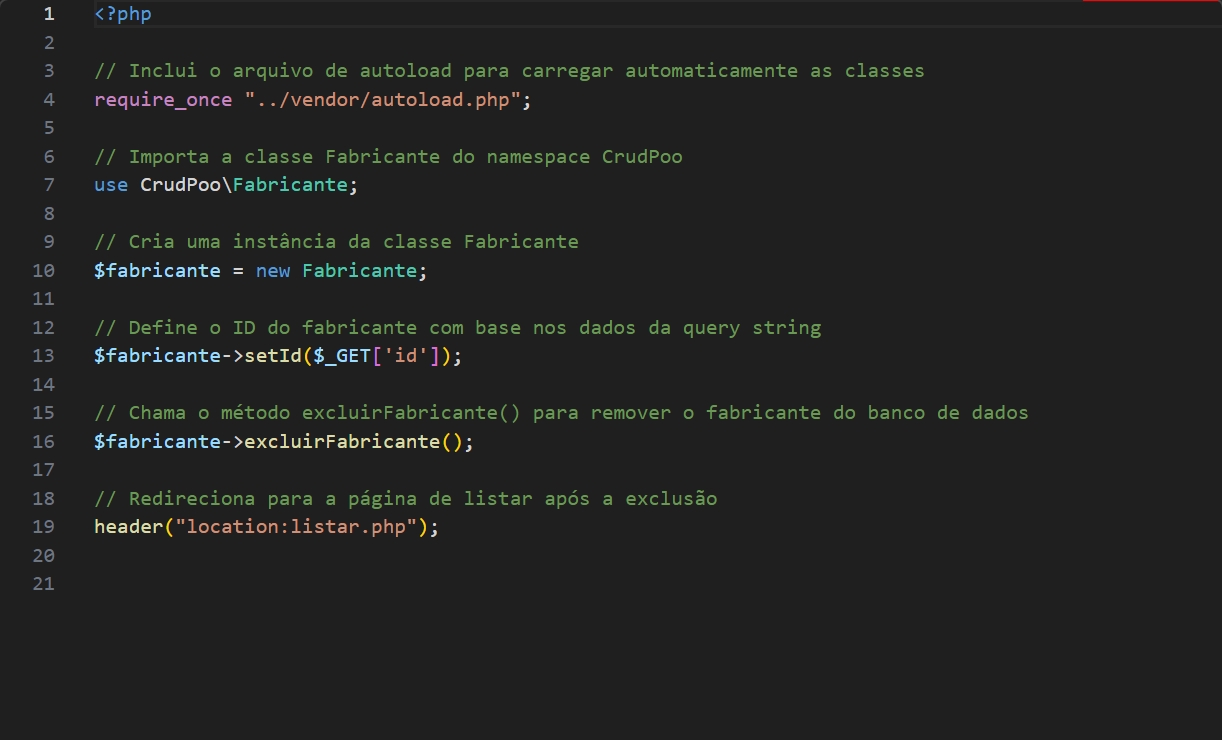 1 <?php
2
3 // Inclui o arquivo de autoload para carregar automaticamente as classes
4 require_once "../vendor/autoload.php";
5
6 // Importa a classe Fabricante do namespace CrudPoo
7 use CrudPoo\Fabricante;
8
9 // Cria uma instância da classe Fabricante
10 $fabricante = new Fabricante;
11
12 // Define o ID do fabricante com base nos dados da query string
13 $fabricante->setId($_GET['id']);
14
15 // Chama o método excluirFabricante() para remover o fabricante do banco de dados
16 $fabricante->excluirFabricante();
17
18 // Redireciona para a página de listar após a exclusão
19 header("location:listar.php");
20
21